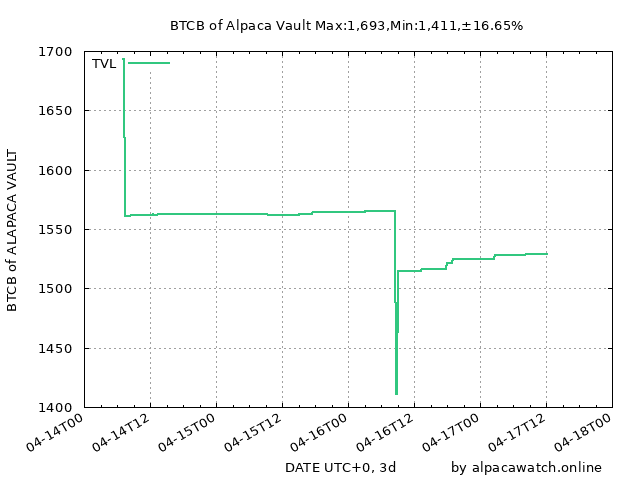 BTCB of Alpaca Vault Max:1,693,Min:1,411,±16.65%
TVL
BTCB of ALAPACA VAULT
1700
1650
1600
1550
1500
1450
1400
04-14T00
04-14T12
04-15T00
04-15T12
04-16T00
04-16T12
04-17T00
04-17T12
04-18T00
DATE UTC+0, 3d
by alpacawatch.online